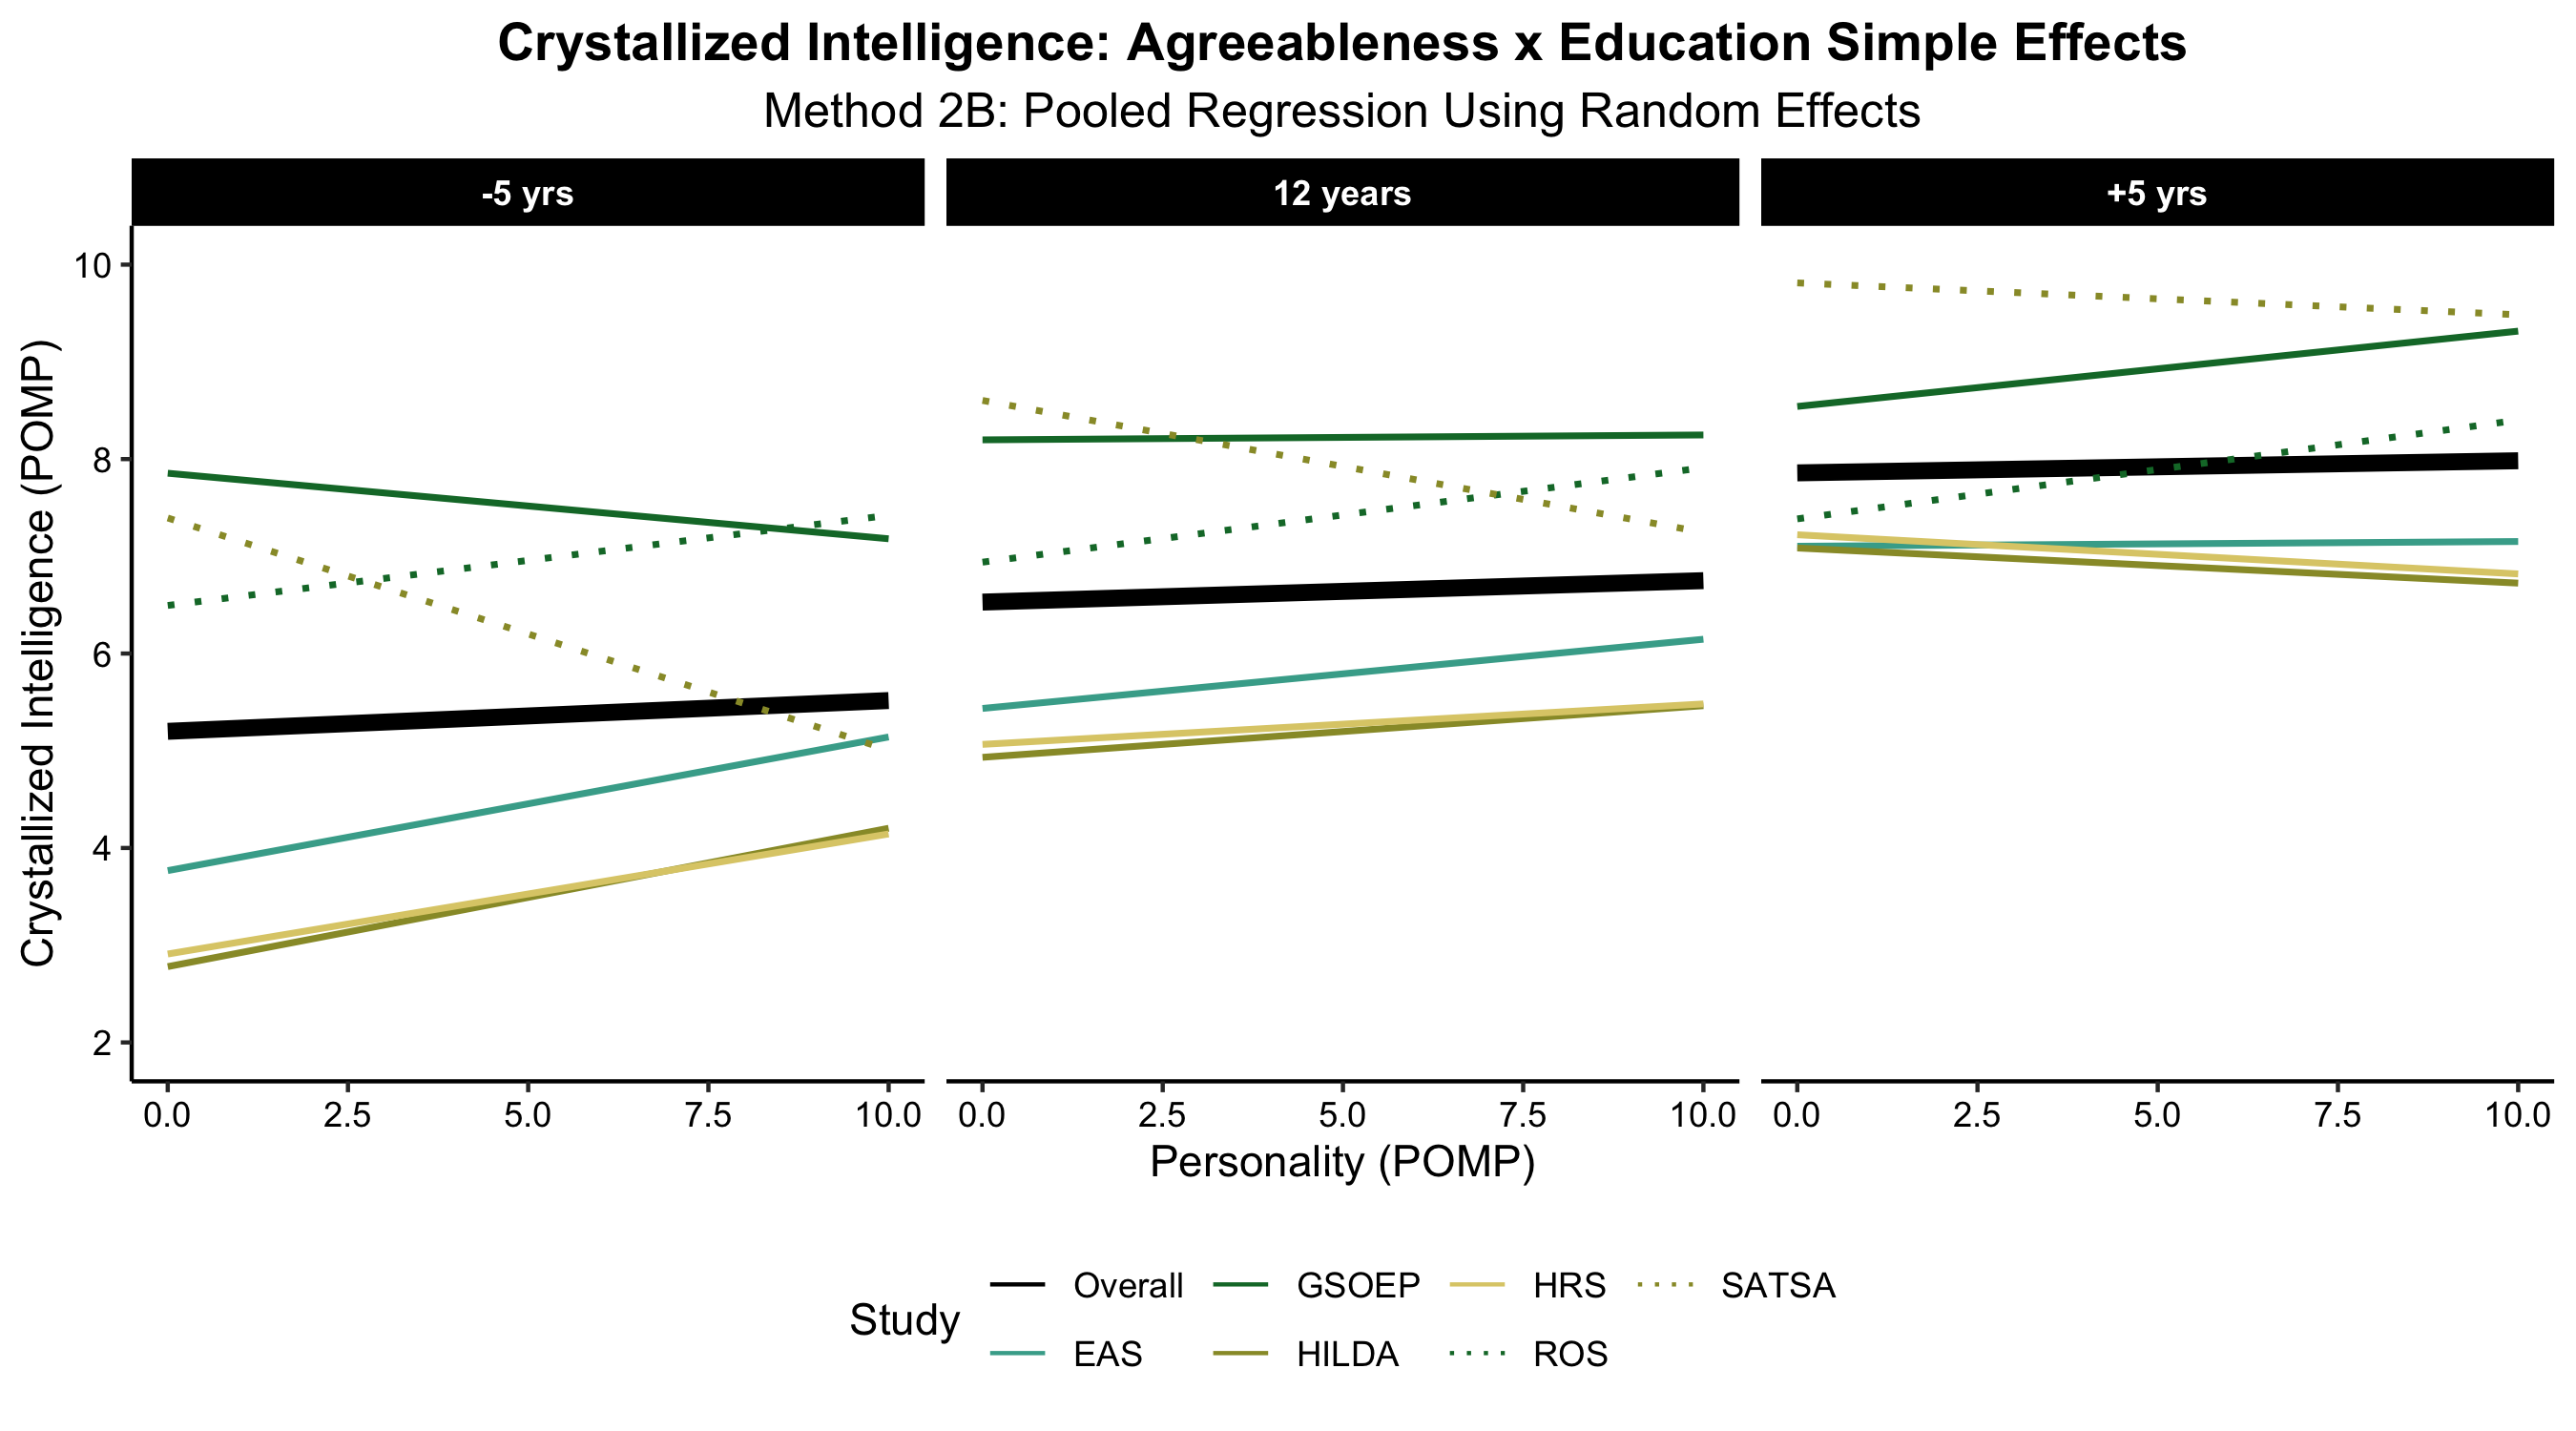 Crystallized Intelligence: Agreeableness x Education Simple Effects
Method 2B: Pooled Regression Using Random Effects
-5 yrs
12 years
+5 yrs
Crystallized Intelligence (POMP)
10
8
6
4
2
0.0 2.5 5.0 7.5 10.0
0.0 2.5 5.0 7.5 10.0
0.0 2.5 5.0 7.5 10.0
Personality (POMP)
Study
Overall GSOEP HRS SATSA
EAS HILDA ROS